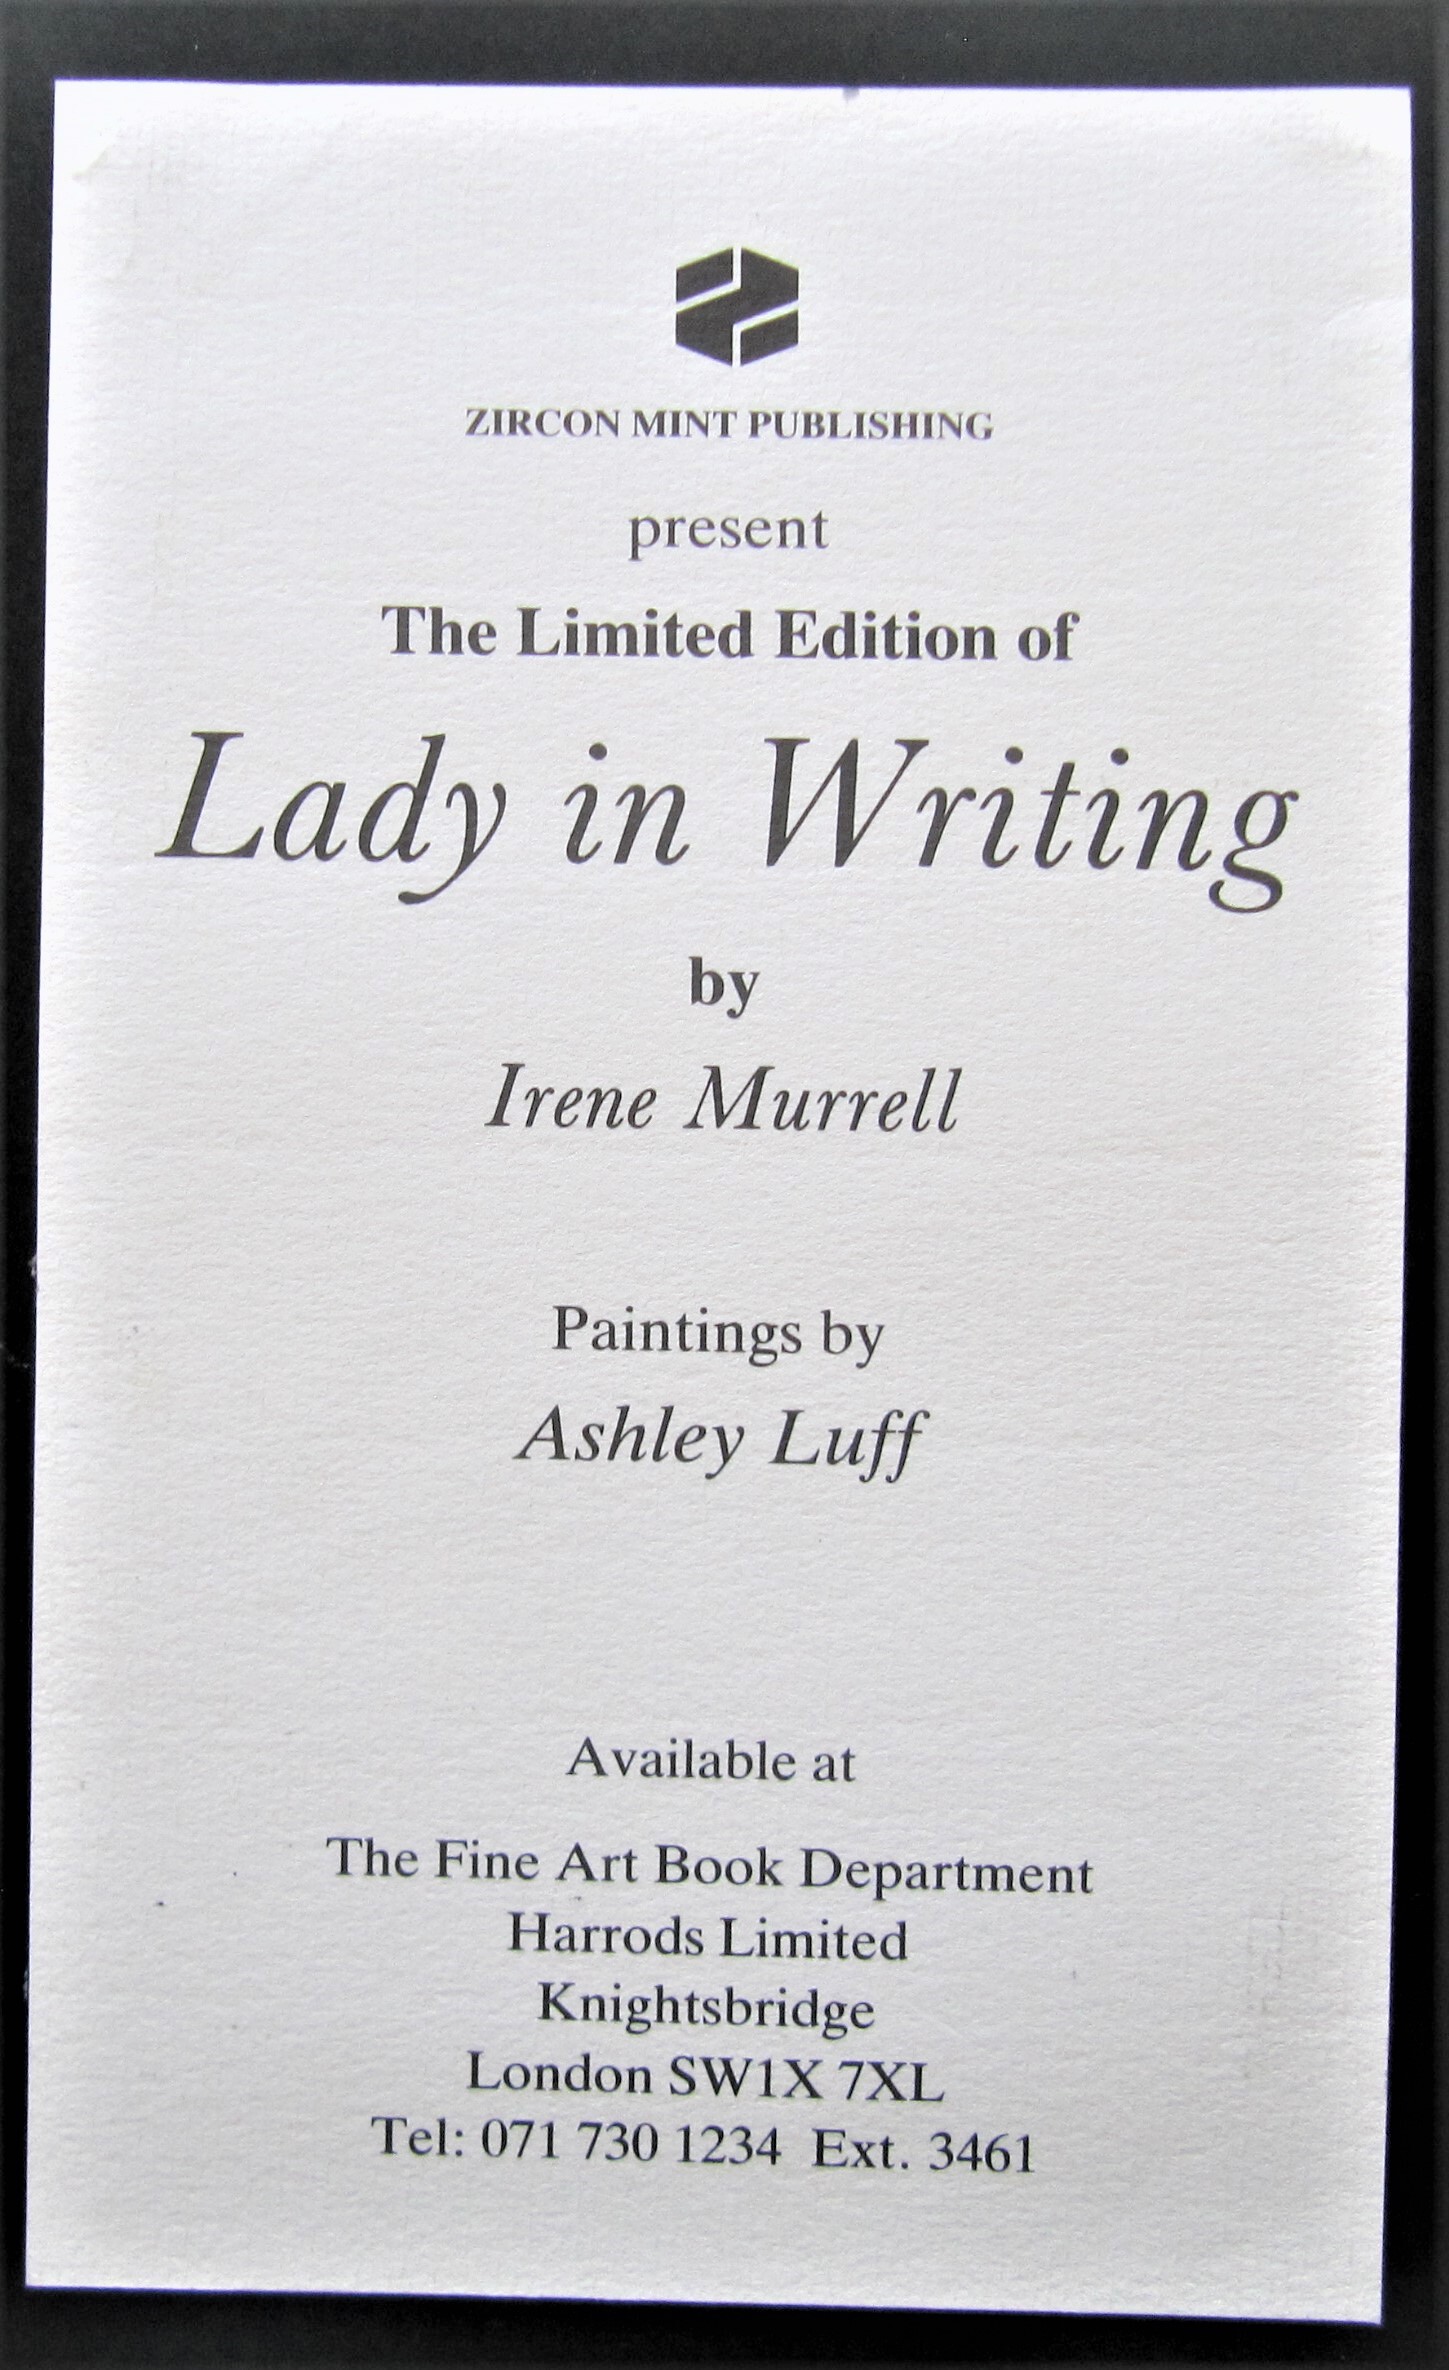 ZIRCON MINT PUBLISHING
present
The Limited Edition of
Lady in Writing
by
Irene Murrell
Paintings by
Ashley Luff
Available at
The Fine Art Book Department
Harrods Limited
Knightsbridge
London SW1X 7XL
Tel: 071 730 1234 Ext. 3461